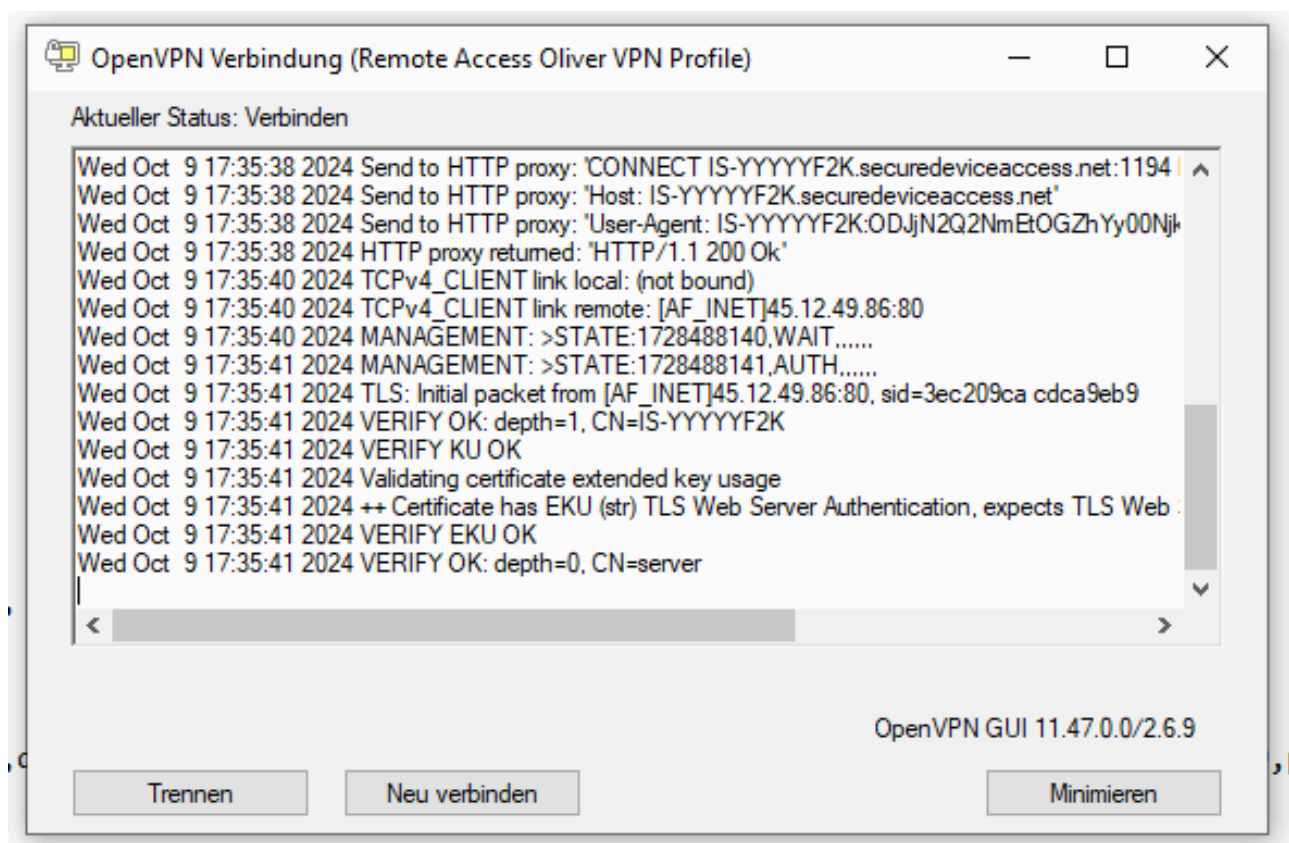 OpenVPN Verbindung (Remote Access Oliver VPN Profile)
Aktueller Status: Verbinden
Wed Oct 9 17:35:38 2024 Send to HTTP proxy: 'CONNECT IS-YYYYYF2K.securedeviceaccess.net:1194
Wed Oct 9 17:35:38 2024 Send to HTTP proxy: 'Host: IS-YYYYYF2K.securedeviceaccess.net'
Wed Oct 9 17:35:38 2024 Send to HTTP proxy: 'User-Agent: IS-YYYYYF2K:ODJjN2Q2NmEtOGZhYy00Njk
Wed Oct 9 17:35:38 2024 HTTP proxy returned: 'HTTP/1.1 200 Ok'
Wed Oct 9 17:35:40 2024 TCPv4_CLIENT link local: (not bound)
Wed Oct 9 17:35:40 2024 TCPv4_CLIENT link remote: [AF_INET]45.12.49.86:80
Wed Oct 9 17:35:40 2024 MANAGEMENT: >STATE:1728488140,WAIT,,,,,,
Wed Oct 9 17:35:41 2024 MANAGEMENT: >STATE:1728488141,AUTH,,,,,,
Wed Oct 9 17:35:41 2024 TLS: Initial packet from [AF_INET]45.12.49.86:80, sid=3ec209ca cdca9eb9
Wed Oct 9 17:35:41 2024 VERIFY OK: depth=1, CN=IS-YYYYYF2K
Wed Oct 9 17:35:41 2024 VERIFY KU OK
Wed Oct 9 17:35:41 2024 Validating certificate extended key usage
Wed Oct 9 17:35:41 2024 ++ Certificate has EKU (str) TLS Web Server Authentication, expects TLS Web
Wed Oct 9 17:35:41 2024 VERIFY EKU OK
Wed Oct 9 17:35:41 2024 VERIFY OK: depth=0, CN=server
OpenVPN GUI 11.47.0.0/2.6.9
Trennen
Neu verbinden
Minimieren